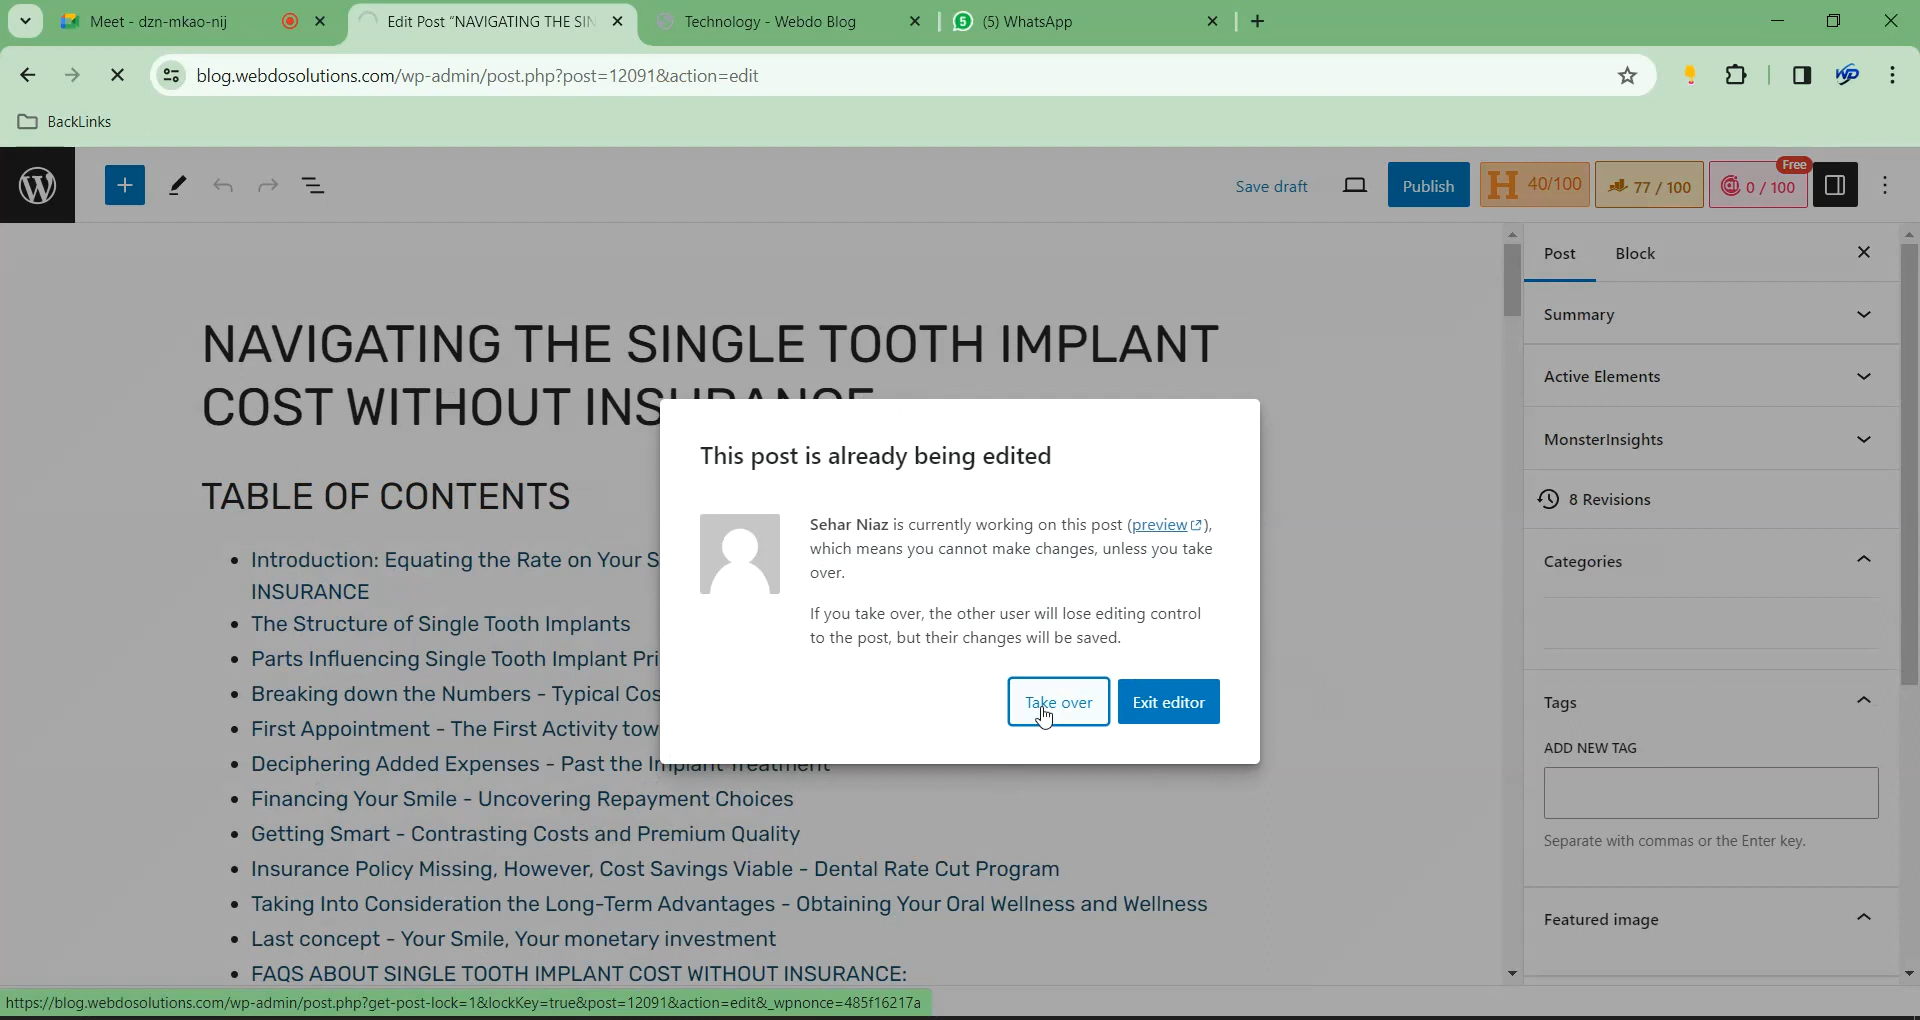 Meet - dzn-mkao-nij
Edit Post "NAVIGATING THE SIN
Technology - Webdo Blog
5
(5) WhatsApp
blog.webdosolutions.com/wp-admin/post.php?post=12091&action=edit
BackLinks
Save draft
Publish
H 40/100
77 / 100
0 / 100
Free
Post
Block
Summary
Active Elements
MonsterInsights
8 Revisions
Categories
Tags
ADD NEW TAG
Separate with commas or the Enter key.
Featured image
NAVIGATING THE SINGLE TOOTH IMPLANT
COST WITHOUT INSURANCE
TABLE OF CONTENTS
Introduction: Equating the Rate on Your S
INSURANCE
The Structure of Single Tooth Implants
Parts Influencing Single Tooth Implant Pri
Breaking down the Numbers - Typical Cos
First Appointment - The First Activity tow
Deciphering Added Expenses - Past the Implant Treatment
Financing Your Smile - Uncovering Repayment Choices
Getting Smart - Contrasting Costs and Premium Quality
Insurance Policy Missing, However, Cost Savings Viable - Dental Rate Cut Program
Taking Into Consideration the Long-Term Advantages - Obtaining Your Oral Wellness and Wellness
Last concept - Your Smile, Your monetary investment
FAQS ABOUT SINGLE TOOTH IMPLANT COST WITHOUT INSURANCE:
This post is already being edited
Sehar Niaz is currently working on this post (preview),
which means you cannot make changes, unless you take
over.
If you take over, the other user will lose editing control
to the post, but their changes will be saved.
Take over
Exit editor
https://blog.webdosolutions.com/wp-admin/post.php?get-post-lock=1&lockKey=true&post=12091&action=edit&_wpnonce=485f16217a